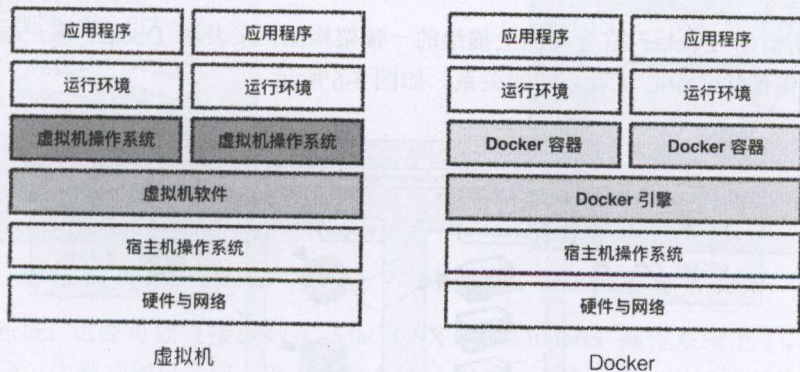 应用程序 应用程序
运行环境 运行环境
虚拟机操作系统 虚拟机操作系统
虚拟机软件
宿主机操作系统
硬件与网络
虚拟机
应用程序 应用程序
运行环境 运行环境
Docker 容器 Docker 容器
Docker 引擎
宿主机操作系统
硬件与网络
Docker